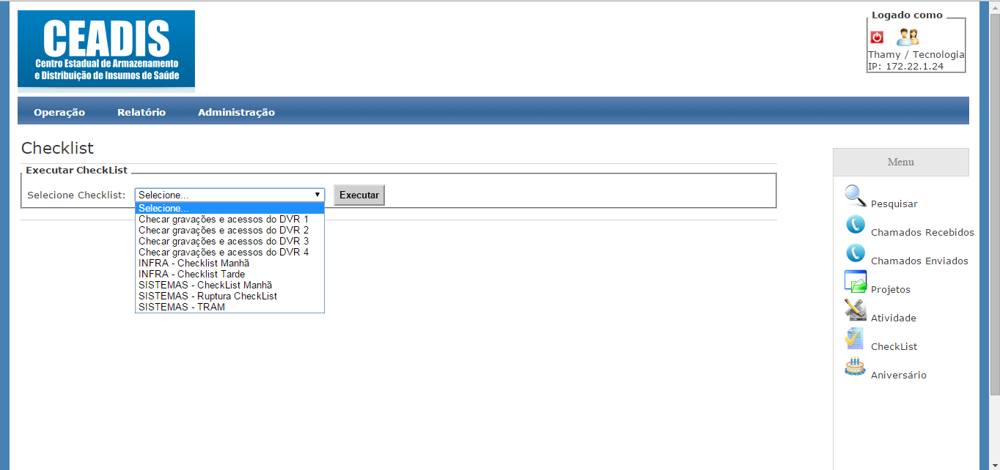 CEADIS
Centro Estadual de Armazenamento
e Distribuição de Insumos de Saúde
Logado como
Thamy / Tecnologia
IP: 172.22.1.24
Operação Relatório Administração
Checklist
Executar CheckList
Selecione Checklist: Selecione... Executar
Selecione...
Checar gravações e acessos do DVR 1
Checar gravações e acessos do DVR 2
Checar gravações e acessos do DVR 3
Checar gravações e acessos do DVR 4
INFRA - Checklist Manhã
INFRA - Checklist Tarde
SISTEMAS - CheckList Manhã
SISTEMAS - Ruptura CheckList
SISTEMAS - TRAM
Menu
Pesquisar
Chamados Recebidos
Chamados Enviados
Projetos
Atividade
CheckList
Aniversário